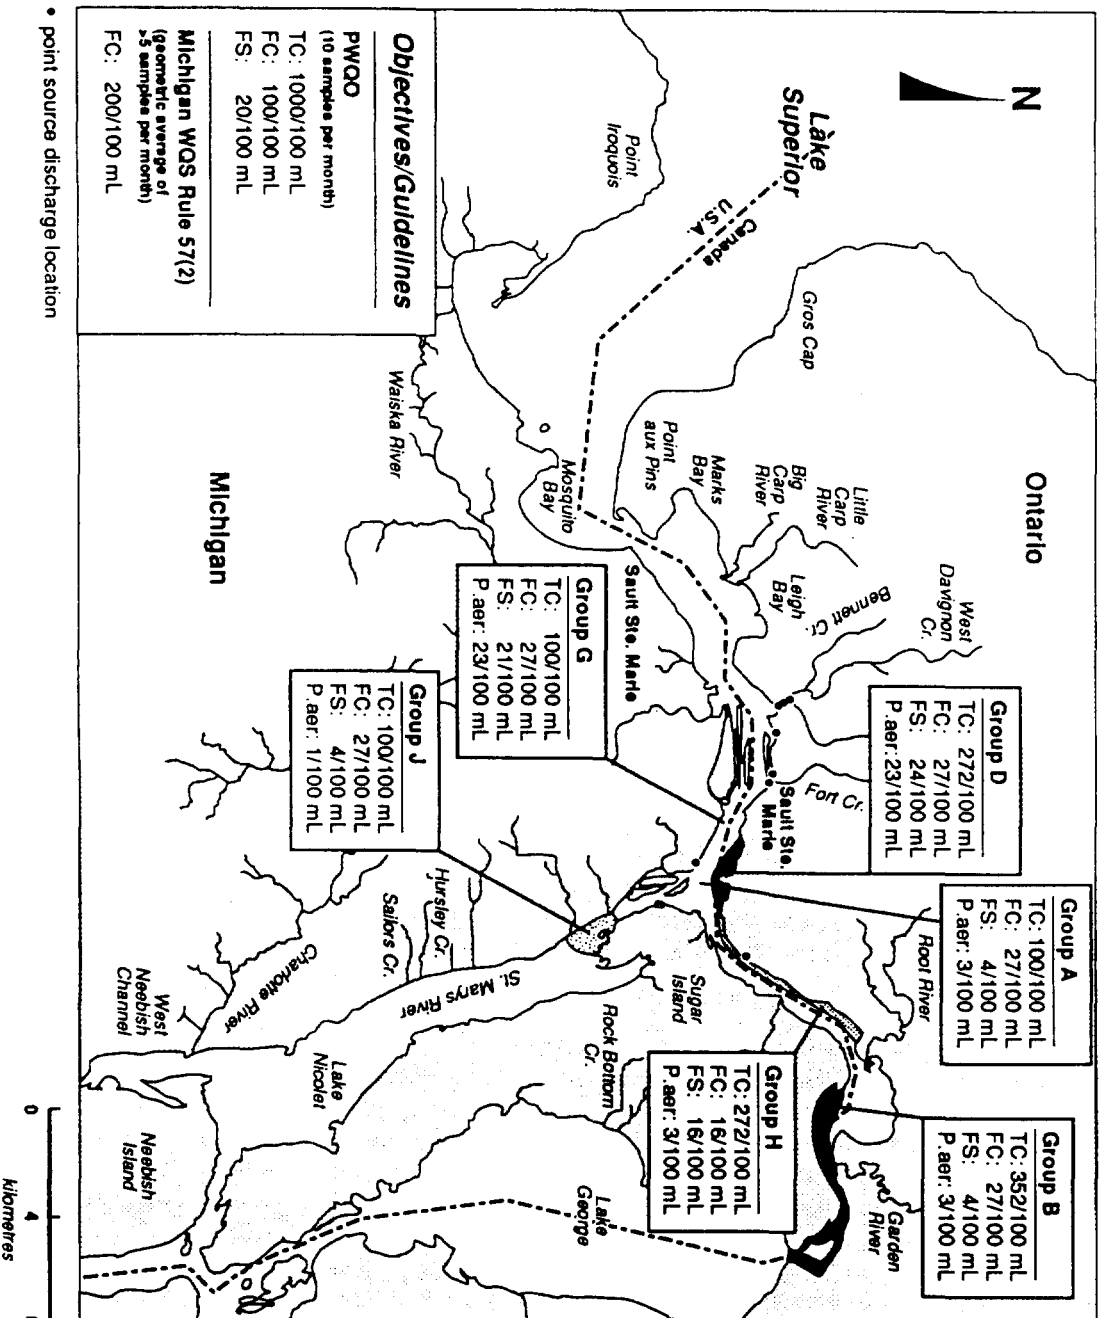 N
Lake
Superior
Canada
U.S.A.
Point
Iroquois
Gros Cap
Ontario
Objectives/Guidelines
PWQO
(10 samples per month)
TC: 1000/100 mL
FC: 100/100 mL
FS: 20/100 mL
Michigan WQS Rule 57(2)
(geometric average of
>5 samples per month)
FC: 200/100 mL
• point source discharge location
Waiska River
Michigan
Mosquito
Bay
Point
aux Pins
Marks
Bay
Big
Carp
River
Little
Carp
River
Leigh
Bay
Bennett Cr.
West
Davignon
Cr.
Sault Ste. Marie
Sault Ste.
Marie
Fort Cr.
Group D
TC: 272/100 mL
FC: 27/100 mL
FS: 24/100 mL
P.aer: 23/100 mL
Group G
TC: 100/100 mL
FC: 27/100 mL
FS: 21/100 mL
P.aer: 23/100 mL
Group J
TC: 100/100 mL
FC: 27/100 mL
FS: 4/100 mL
P.aer: 1/100 mL
Group A
TC: 100/100 mL
FC: 27/100 mL
FS: 4/100 mL
P.aer: 3/100 mL
Root River
Sugar
Island
Hursley Cr.
Sailors Cr.
St. Marys River
Charlotte River
West
Neebish
Channel
Lake
Nicolet
Rock Bottom
Cr.
Group H
TC: 272/100 mL
FC: 16/100 mL
FS: 16/100 mL
P.aer: 3/100 mL
Group B
TC: 352/100 mL
FC: 27/100 mL
FS: 4/100 mL
P.aer: 3/100 mL
Garden
River
Lake
George
Neebish
Island
0 4
kilometres